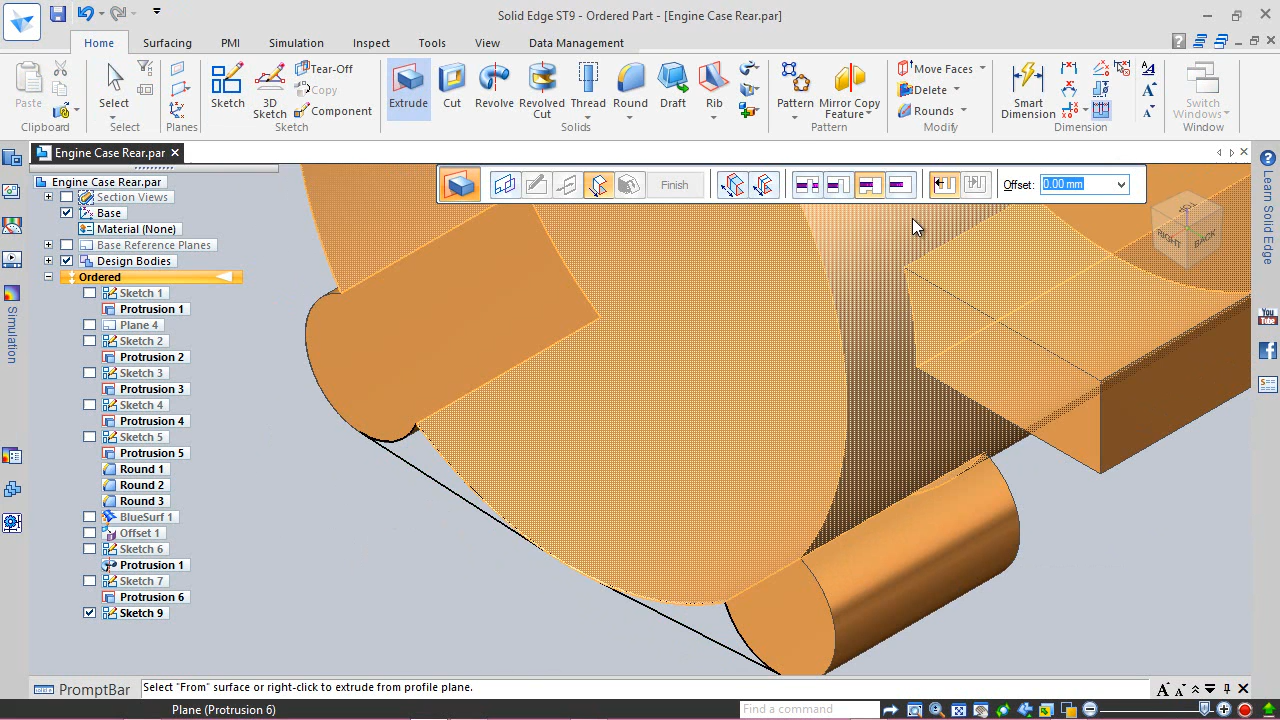 Solid Edge ST9 - Ordered Part - [Engine Case Rear.par]
Home Surfacing PMI Simulation Inspect Tools View Data Management
Paste
Clipboard
Select
Select
Planes
Sketch
3D Sketch
Tear-Off
Copy
Component
Sketch
Extrude
Cut
Revolve
Revolved Cut
Thread
Round
Draft
Rib
Solids
Pattern
Mirror Copy Feature
Pattern
Move Faces
Delete
Rounds
Modify
Smart Dimension
Dimension
Switch Windows
Window
Engine Case Rear.par
Finish
Offset: 0.00 mm
Engine Case Rear.par
Section Views
Base
Material (None)
Base Reference Planes
Design Bodies
Ordered
Sketch 1
Protrusion 1
Plane 4
Sketch 2
Protrusion 2
Sketch 3
Protrusion 3
Sketch 4
Protrusion 4
Sketch 5
Protrusion 5
Round 1
Round 2
Round 3
BlueSurf 1
Offset 1
Sketch 6
Protrusion 1
Sketch 7
Protrusion 6
Sketch 9
Simulation
RIGHT
BACK
Learn Solid Edge
You Tube
PromptBar
Select "From" surface or right-click to extrude from profile plane.
Plane (Protrusion 6)
Find a command